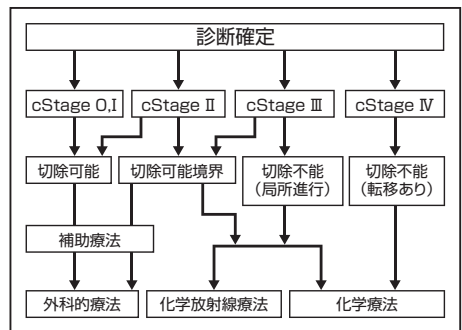 診断確定
cStage 0,Ⅰ
cStage Ⅱ
cStage Ⅲ
cStage Ⅳ
切除可能
切除可能境界
切除不能
(局所進行)
切除不能
(転移あり)
補助療法
外科的療法
化学放射線療法
化学療法